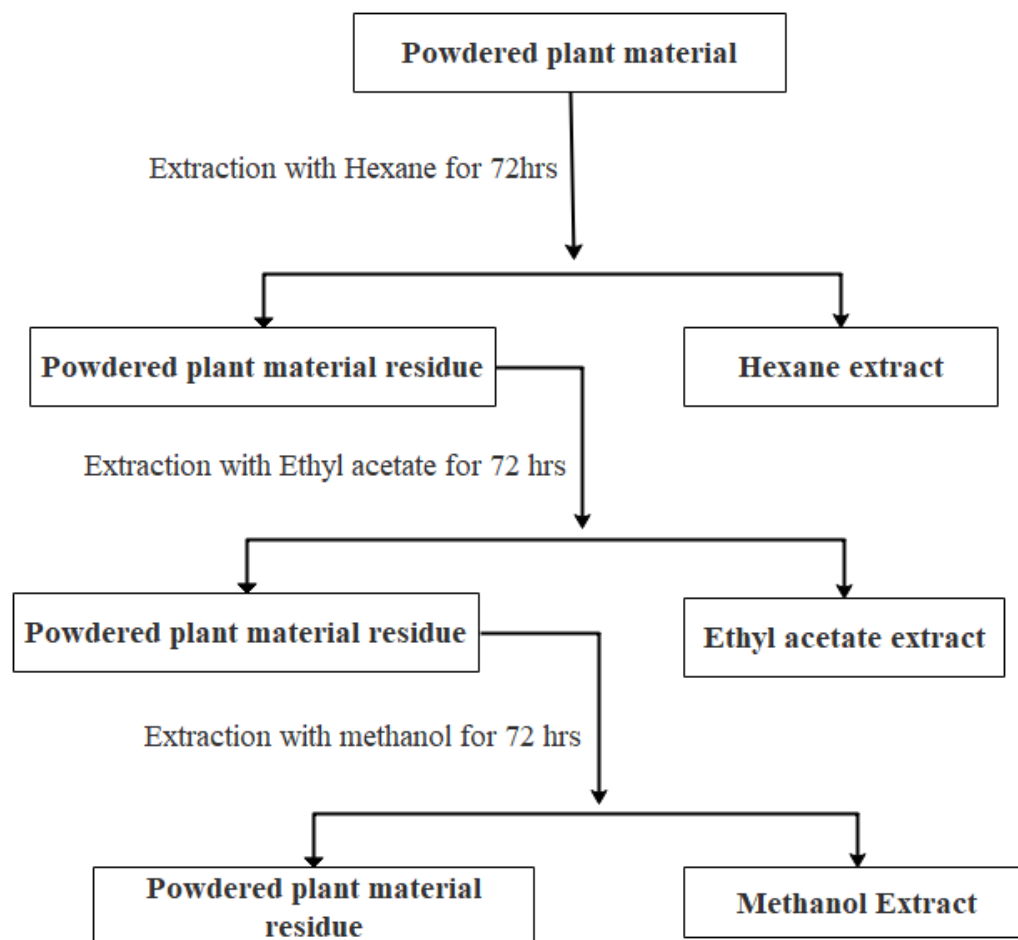 Powdered plant material
Extraction with Hexane for 72hrs
Powdered plant material residue
Hexane extract
Extraction with Ethyl acetate for 72 hrs
Powdered plant material residue
Ethyl acetate extract
Extraction with methanol for 72 hrs
Powdered plant material
residue
Methanol Extract